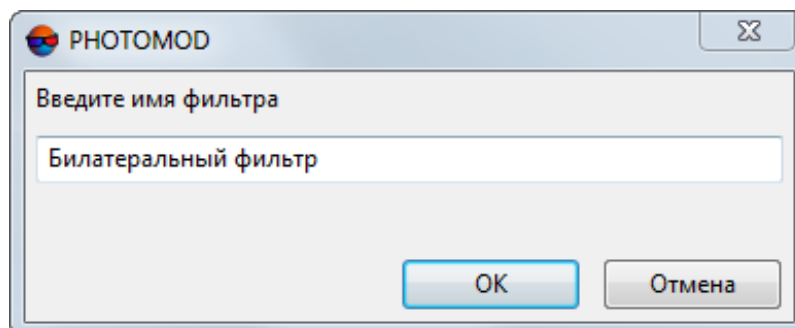 PHOTOMOD
Введите имя фильтра
Билатеральный фильтр
OK
Отмена